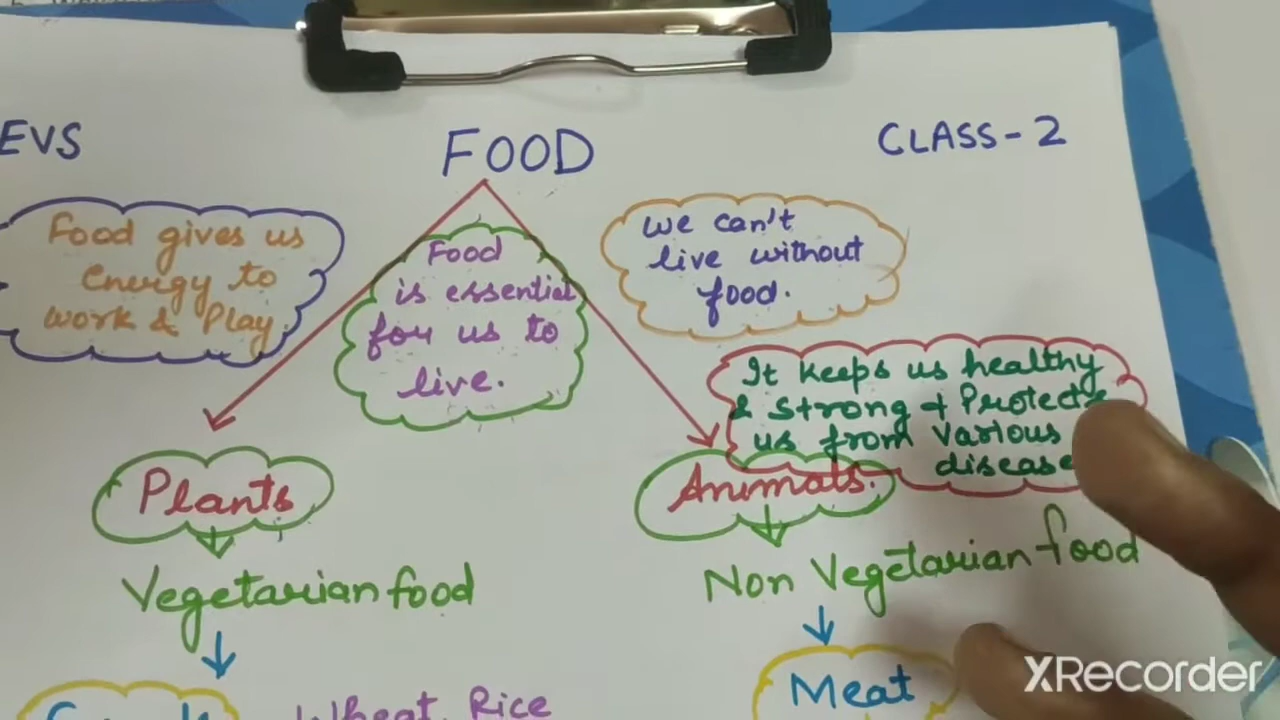 EVS
FOOD
CLASS-2
Food gives us
Energy to
work & Play.
Food
is essential
for us to
live.
We can't
live without
food.
It keeps us healthy
& strong & Protects
us from various
disease
Plants
Animals.
Vegetarian food
Non Vegetarian food
Wheat, Rice
Meat
XRecorder